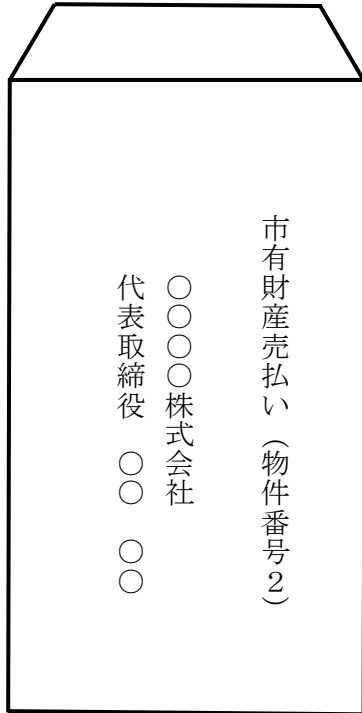 市有財産売払い（物件番号２）
○○○○株式会社
代表取締役　○○　○○